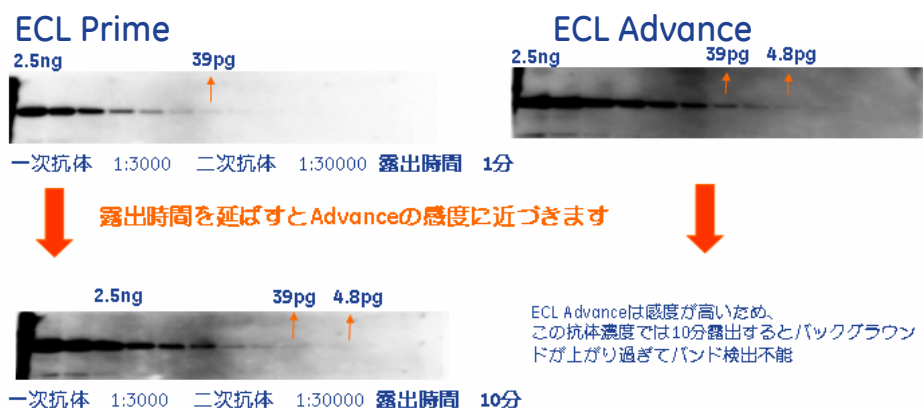 ECL Prime
2.5ng 39pg
一次抗体 1:3000 二次抗体 1:30000 露出時間 1分
ECL Advance
2.5ng 39pg 4.8pg
露出時間を延ばすとAdvanceの感度に近づきます
2.5ng 39pg 4.8pg
一次抗体 1:3000 二次抗体 1:30000 露出時間 10分
ECL Advanceは感度が高いため、
この抗体濃度では10分露出するとバックグラウン
ドが上がり過ぎてバンド検出不能